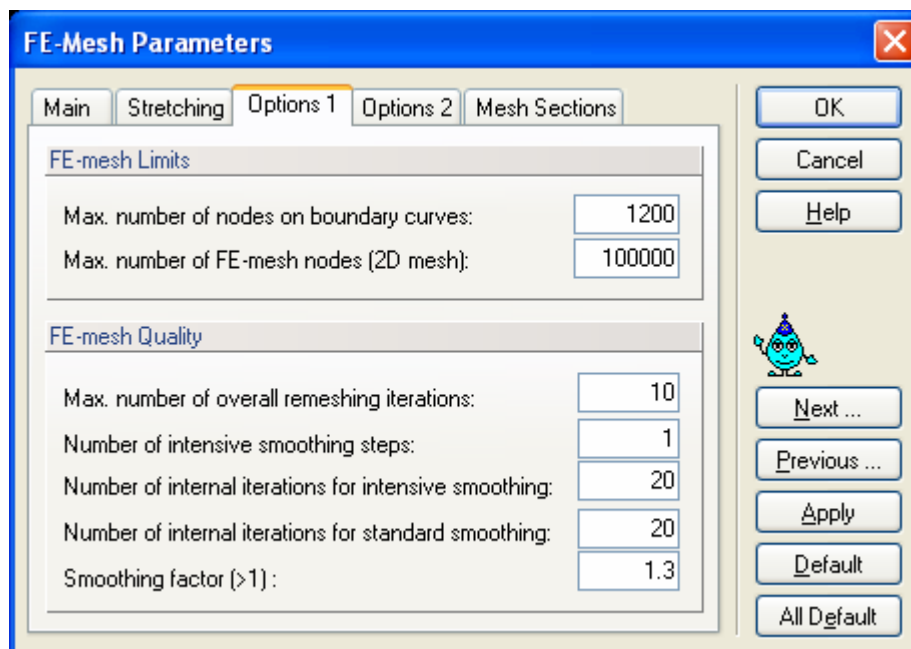 FE-Mesh Parameters
Main Stretching Options 1 Options 2 Mesh Sections
FE-mesh Limits
Max. number of nodes on boundary curves: 1200
Max. number of FE-mesh nodes (2D mesh): 100000
FE-mesh Quality
Max. number of overall remeshing iterations: 10
Number of intensive smoothing steps: 1
Number of internal iterations for intensive smoothing: 20
Number of internal iterations for standard smoothing: 20
Smoothing factor (>1) : 1.3
OK
Cancel
Help
Next ...
Previous ...
Apply
Default
All Default